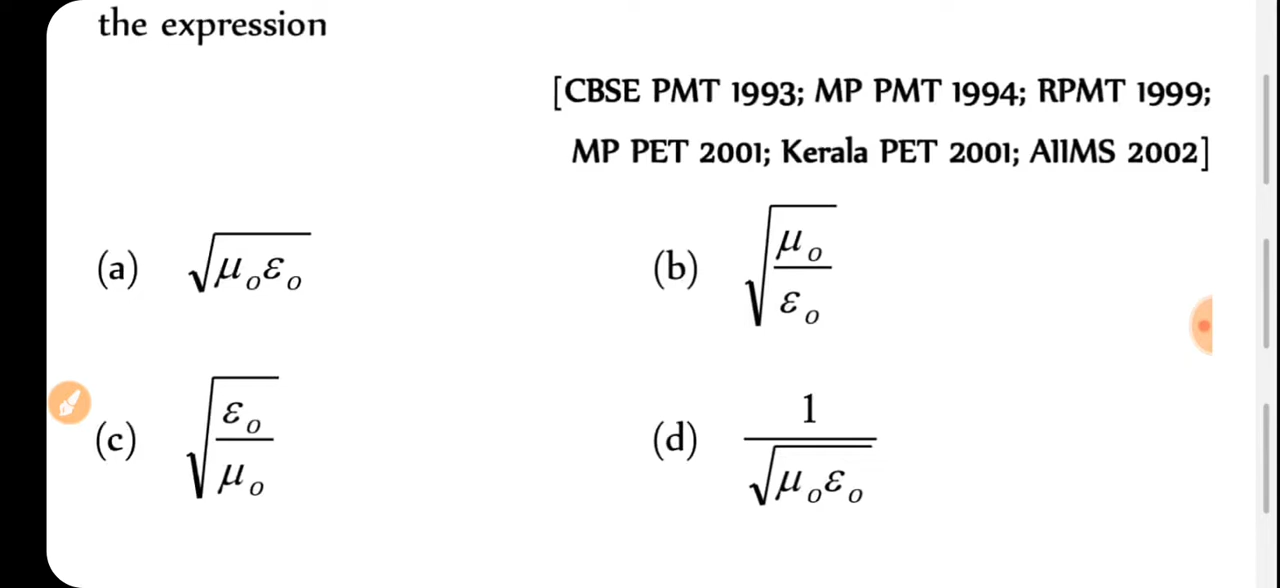 the expression
[CBSE PMT 1993; MP PMT 1994; RPMT 1999;
MP PET 2001; Kerala PET 2001; AIIMS 2002]
(a) √(μ₀ε₀) (b) √(μ₀/ε₀)
(c) √(ε₀/μ₀) (d) 1/√(μ₀ε₀)